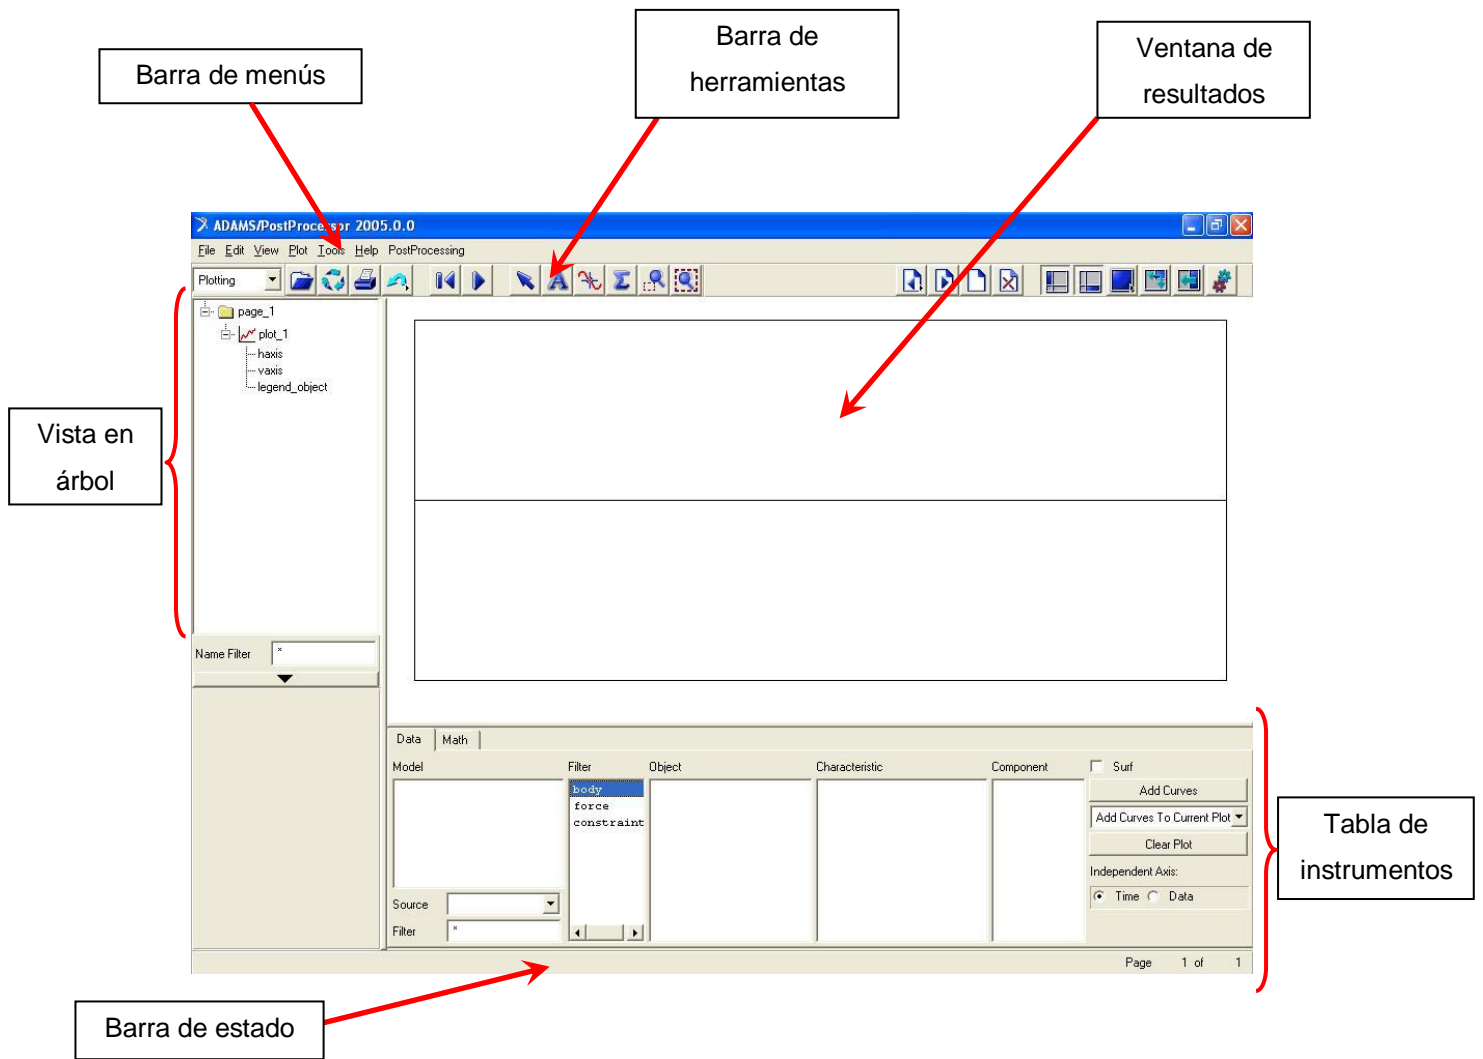 Barra de menús
Barra de
herramientas
Ventana de
resultados
ADAMS/PostProcessor 2005.0.0
File Edit View Plot Tools Help PostProcessing
Plotting
page_1
plot_1
haxis
vaxis
legend_object
Vista en
árbol
Name Filter *
Data Math
Model Filter Object Characteristic Component Surf
body
force
constraint
Add Curves
Add Curves To Current Plot
Clear Plot
Independent Axis:
Time Data
Source
Filter *
Tabla de
instrumentos
Page 1 of 1
Barra de estado